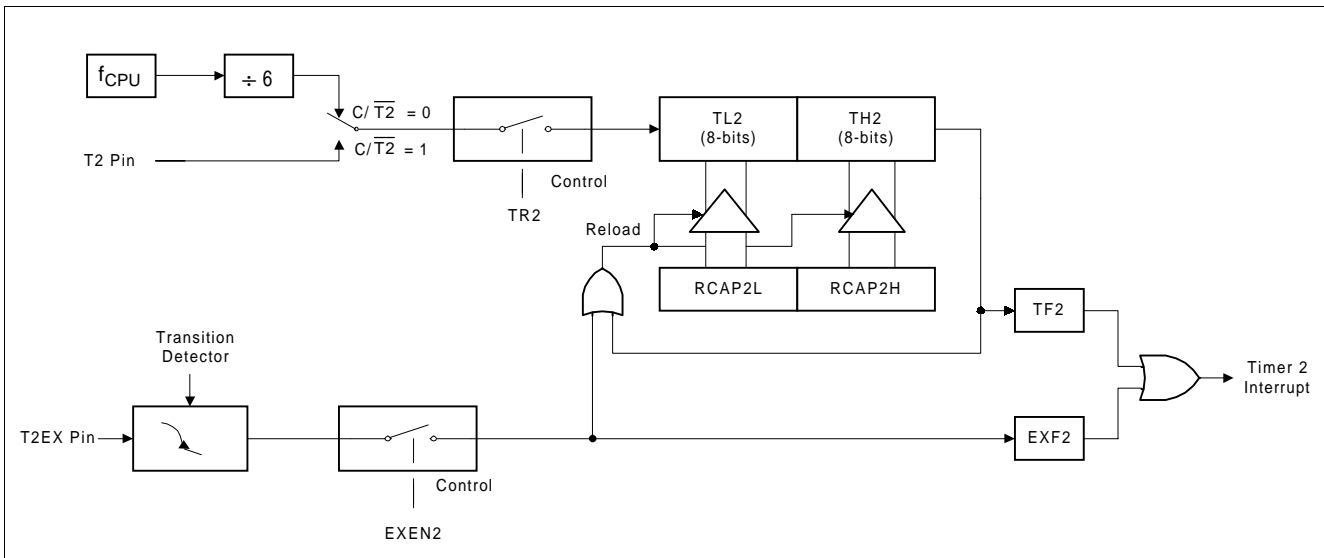 fCPU
÷ 6
C/T2 = 0
C/T2 = 1
T2 Pin
Control
TR2
TL2
(8-bits)
TH2
(8-bits)
Reload
RCAP2L
RCAP2H
TF2
Transition
Detector
Timer 2
Interrupt
T2EX Pin
EXF2
Control
EXEN2